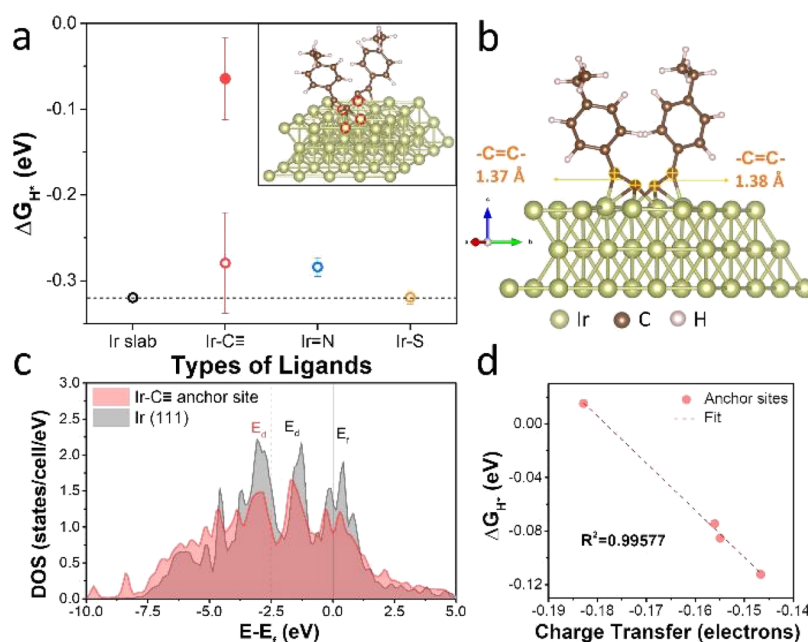 a
0.0
-0.1
-0.2
-0.3
ΔG_H* (eV)
Ir slab
Ir-C≡
Ir=N
Ir-S
Types of Ligands
b
-C=C-
1.37 Å
-C=C-
1.38 Å
c
a
b
Ir
C
H
c
3.0
2.5
2.0
1.5
1.0
0.5
0.0
DOS (states/cell/eV)
Ir-C≡ anchor site
Ir (111)
E_d
E_d
E_f
-10.0
-7.5
-5.0
-2.5
0.0
2.5
5.0
E-E_f (eV)
d
0.00
-0.04
-0.08
-0.12
ΔG_H* (eV)
Anchor sites
Fit
R²=0.99577
-0.19
-0.18
-0.17
-0.16
-0.15
-0.14
Charge Transfer (electrons)